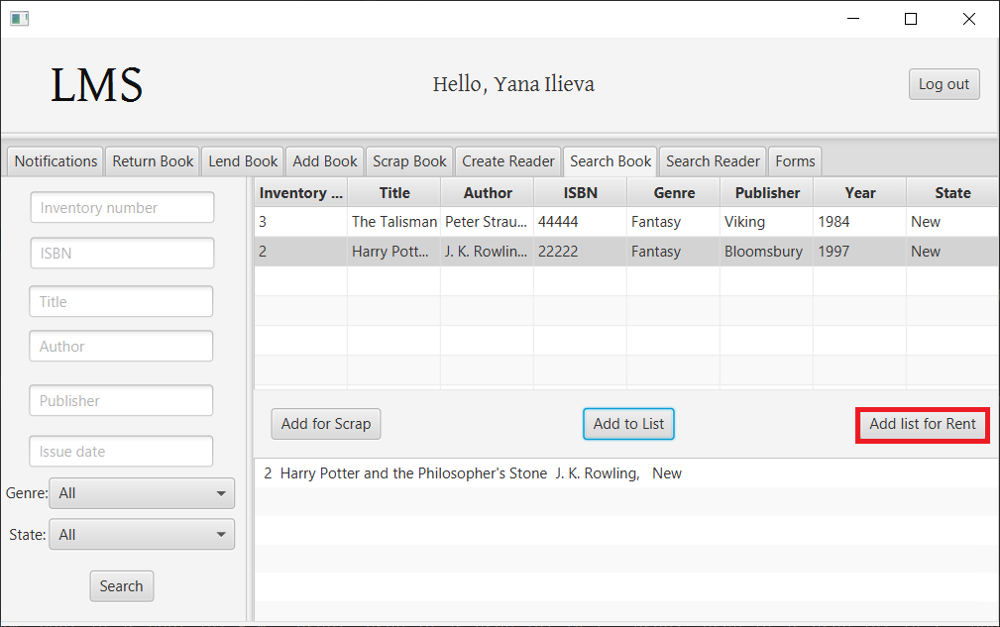 LMS
Hello, Yana Ilieva
Log out
Notifications Return Book Lend Book Add Book Scrap Book Create Reader Search Book Search Reader Forms
Inventory number
ISBN
Title
Author
Publisher
Issue date
Genre: All
State: All
Search
Inventory ... Title Author ISBN Genre Publisher Year State
3 The Talisman Peter Strau... 44444 Fantasy Viking 1984 New
2 Harry Pott... J. K. Rowlin... 22222 Fantasy Bloomsbury 1997 New
Add for Scrap Add to List Add list for Rent
2 Harry Potter and the Philosopher's Stone J. K. Rowling, New